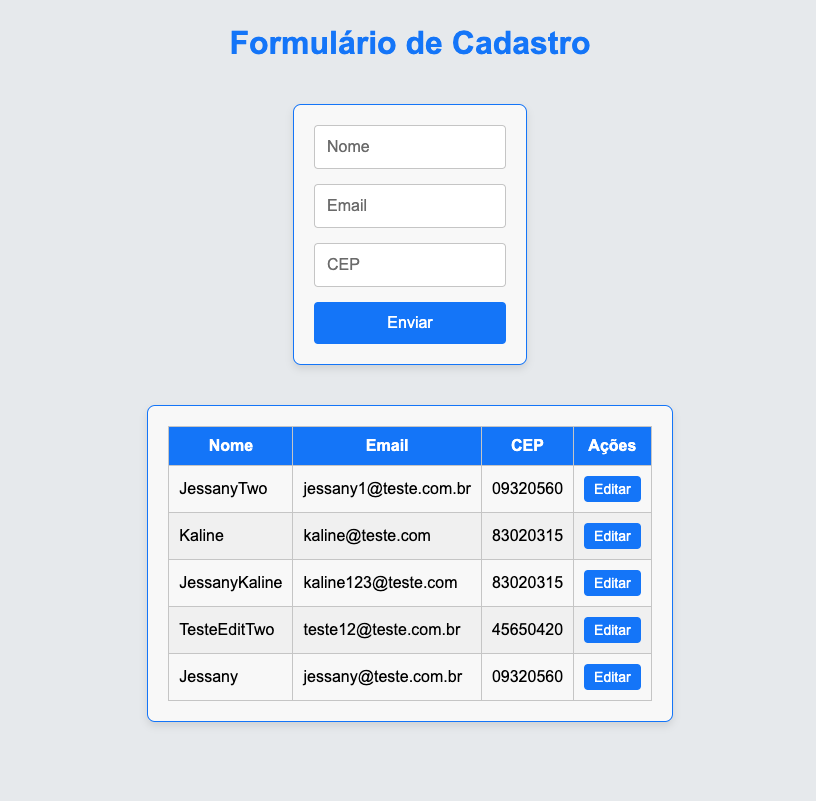 Formulário de Cadastro
Nome
Email
CEP
Enviar
Nome Email CEP Ações
JessanyTwo jessany1@teste.com.br 09320560 Editar
Kaline kaline@teste.com 83020315 Editar
JessanyKaline kaline123@teste.com 83020315 Editar
TesteEditTwo teste12@teste.com.br 45650420 Editar
Jessany jessany@teste.com.br 09320560 Editar